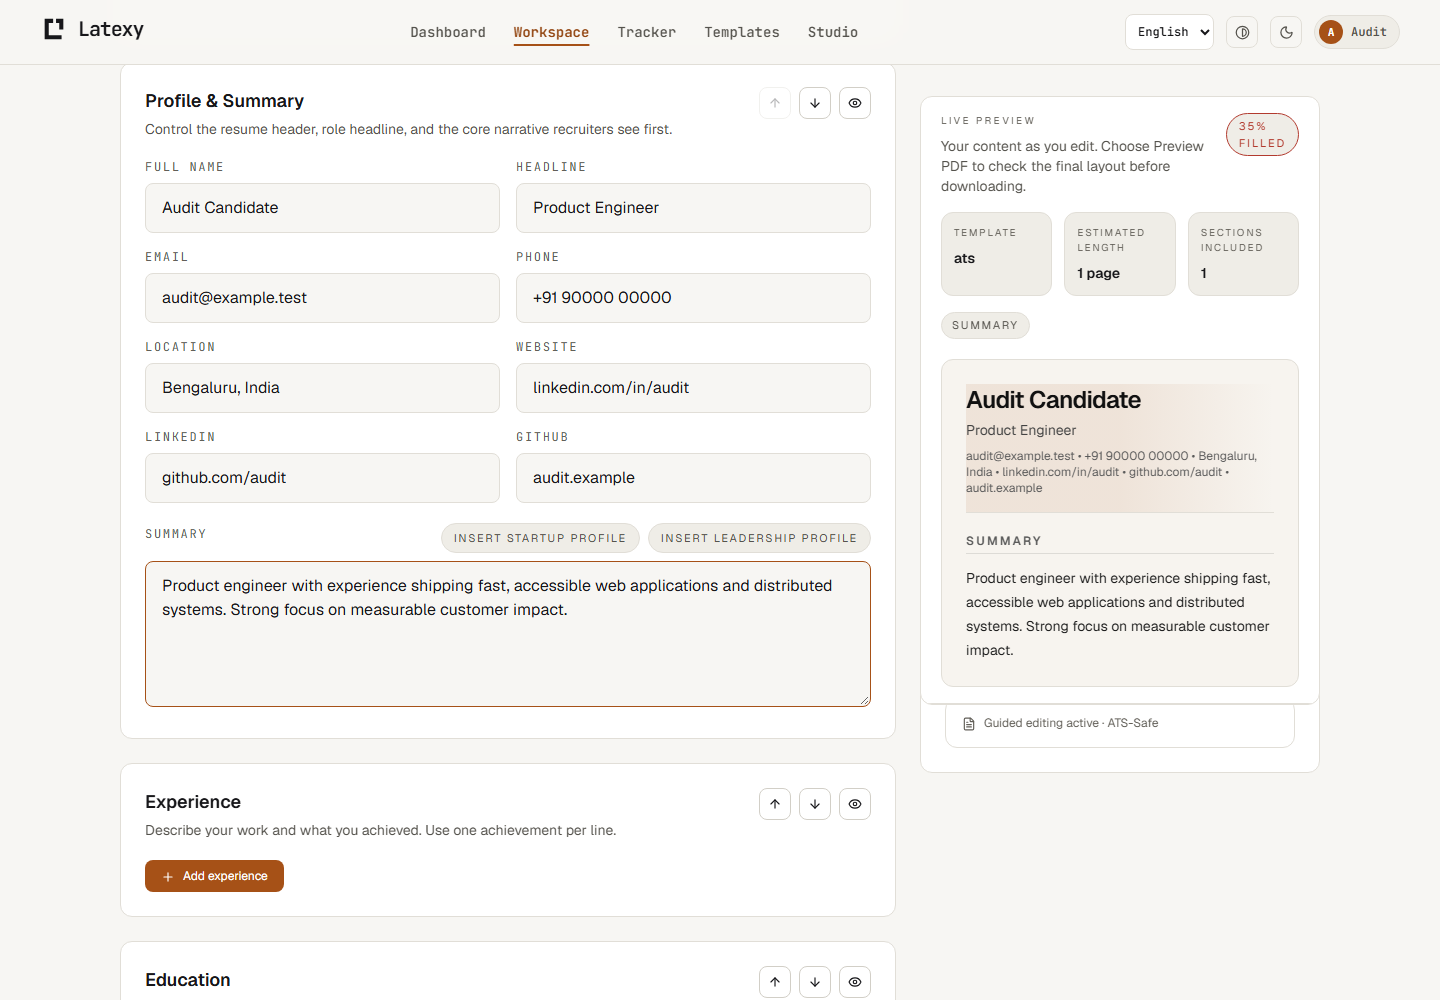 Latexy
Dashboard
Workspace
Tracker
Templates
Studio
English
A
Audit
Profile & Summary
Control the resume header, role headline, and the core narrative recruiters see first.
FULL NAME
HEADLINE
Audit Candidate
Product Engineer
EMAIL
PHONE
audit@example.test
+91 90000 00000
LOCATION
WEBSITE
Bengaluru, India
linkedin.com/in/audit
LINKEDIN
GITHUB
github.com/audit
audit.example
SUMMARY
INSERT STARTUP PROFILE
INSERT LEADERSHIP PROFILE
Product engineer with experience shipping fast, accessible web applications and distributed
systems. Strong focus on measurable customer impact.
Experience
Describe your work and what you achieved. Use one achievement per line.
Add experience
Education
LIVE PREVIEW
Your content as you edit. Choose Preview
PDF to check the final layout before
downloading.
35%
FILLED
TEMPLATE
ats
ESTIMATED
LENGTH
1 page
SECTIONS
INCLUDED
1
SUMMARY
Audit Candidate
Product Engineer
audit@example.test • +91 90000 00000 • Bengaluru,
India • linkedin.com/in/audit • github.com/audit •
audit.example
SUMMARY
Product engineer with experience shipping fast,
accessible web applications and distributed
systems. Strong focus on measurable customer
impact.
Guided editing active · ATS-Safe